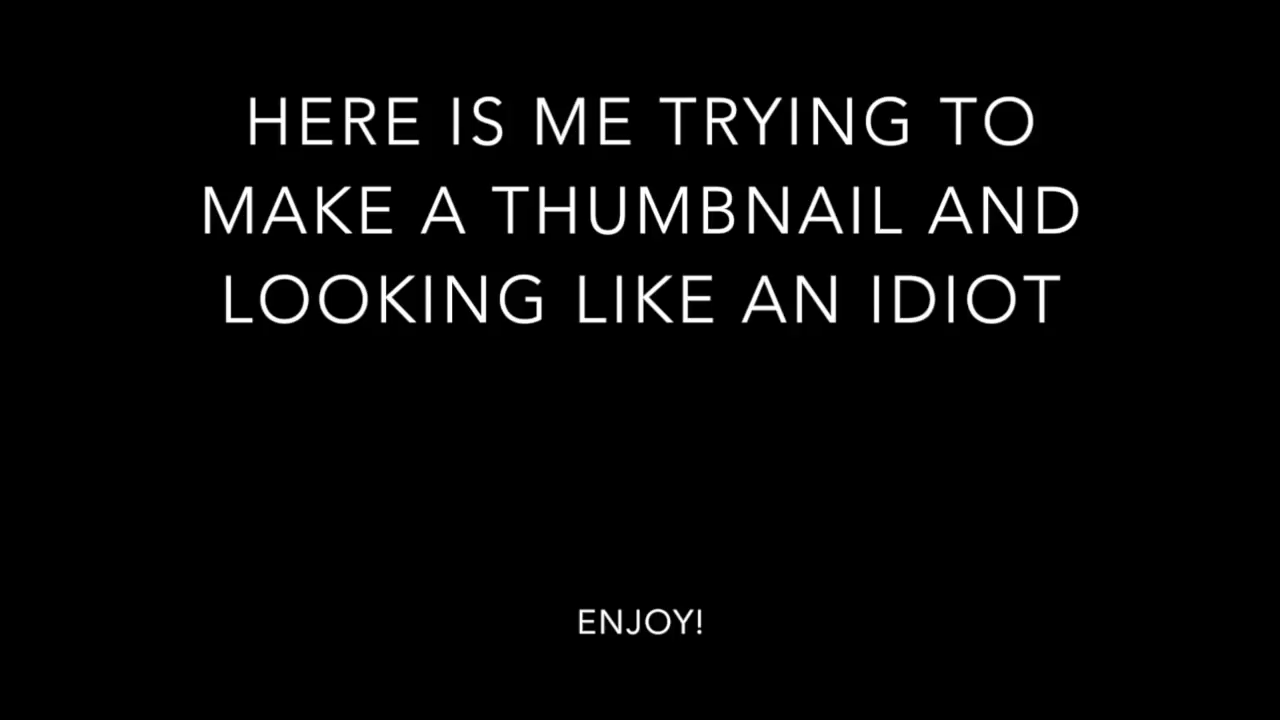 HERE IS ME TRYING TO
MAKE A THUMBNAIL AND
LOOKING LIKE AN IDIOT
ENJOY!